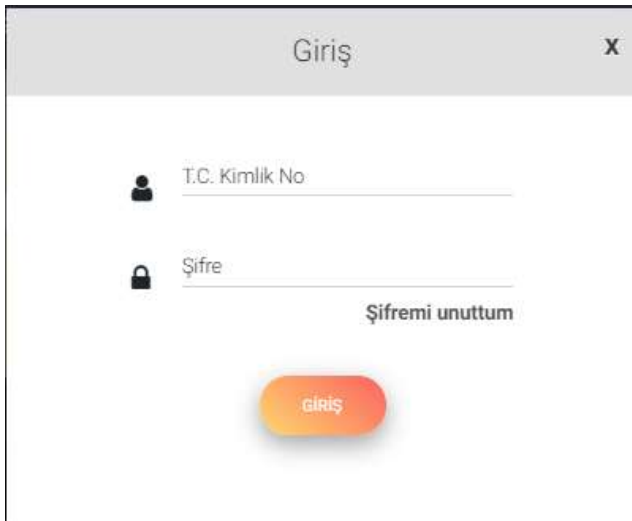 Giriş
X
T.C. Kimlik No
Şifre
Şifremi unuttum
GİRİŞ